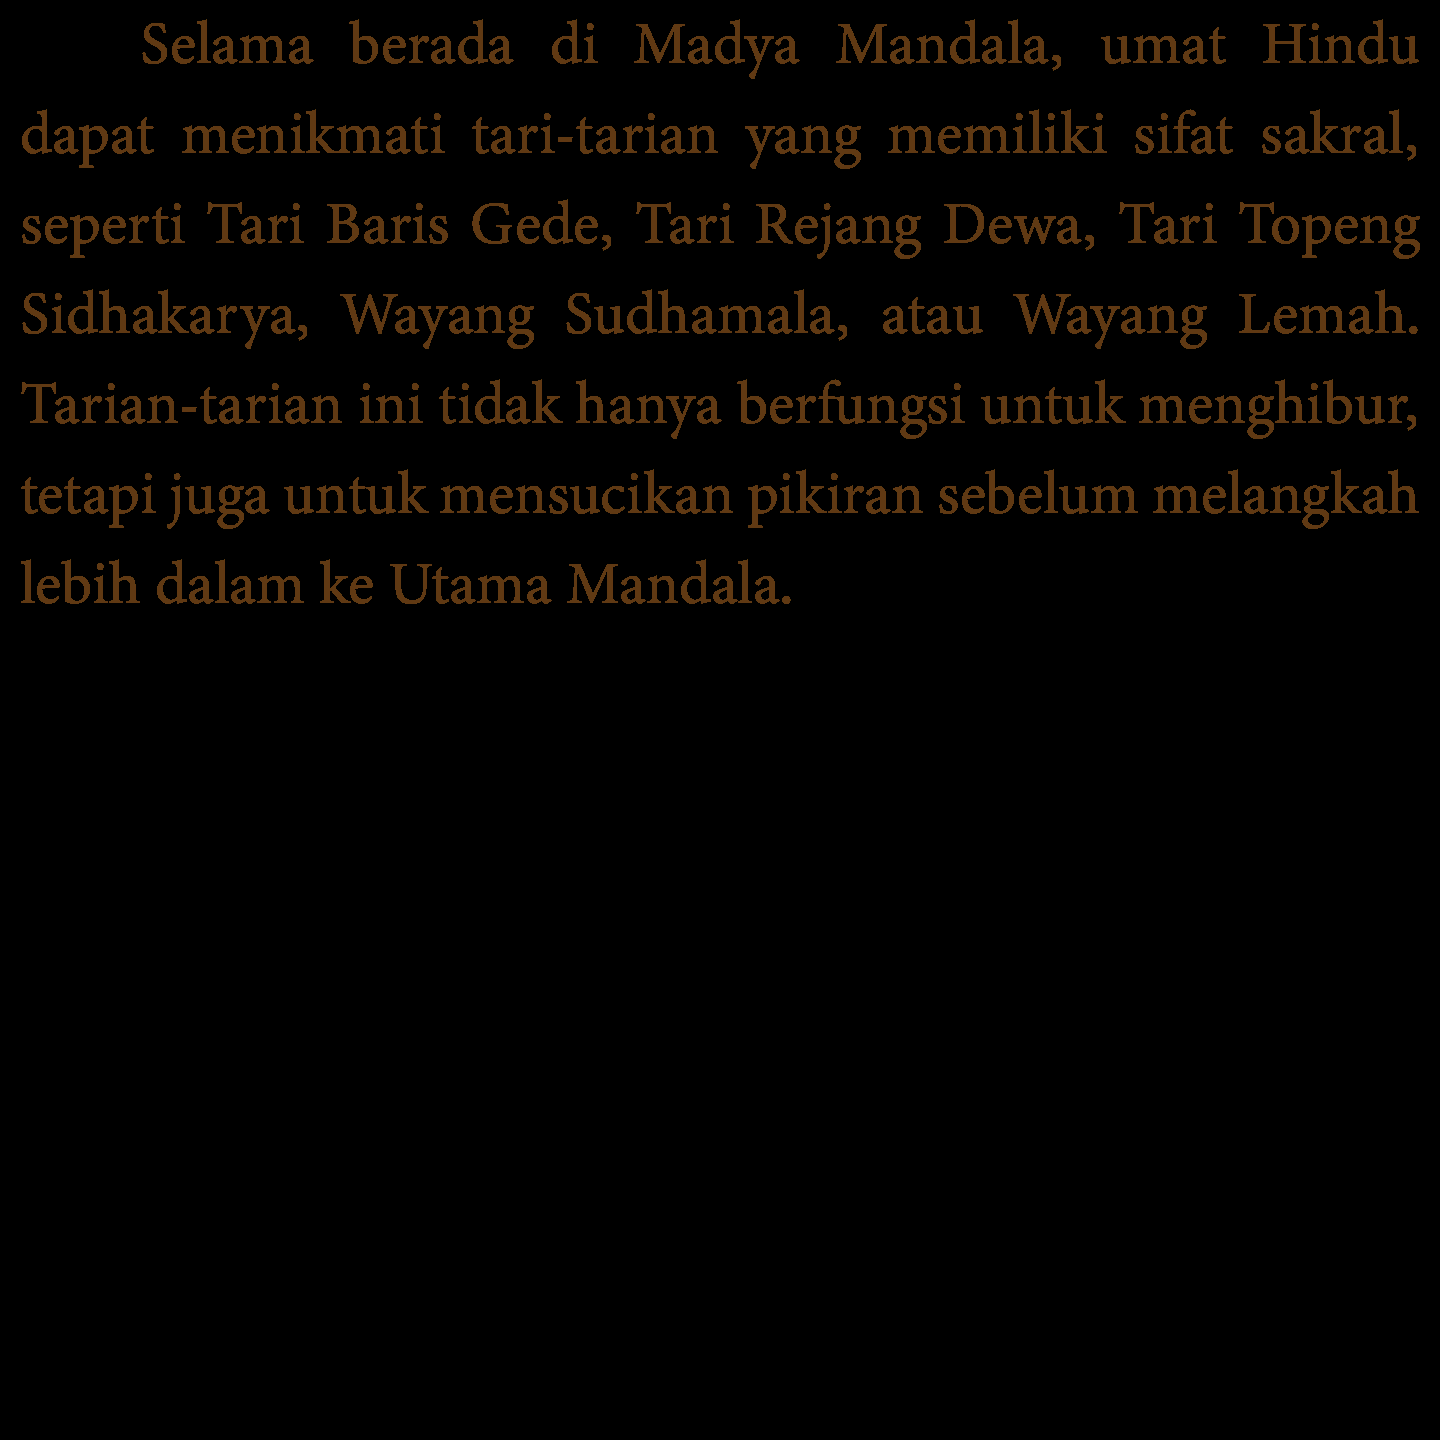 Selama berada di Madya Mandala, umat Hindu
dapat menikmati tari-tarian yang memiliki sifat sakral,
seperti Tari Baris Gede, Tari Rejang Dewa, Tari Topeng
Sidhakarya, Wayang Sudhamala, atau Wayang Lemah.
Tarian-tarian ini tidak hanya berfungsi untuk menghibur,
tetapi juga untuk mensucikan pikiran sebelum melangkah
lebih dalam ke Utama Mandala.